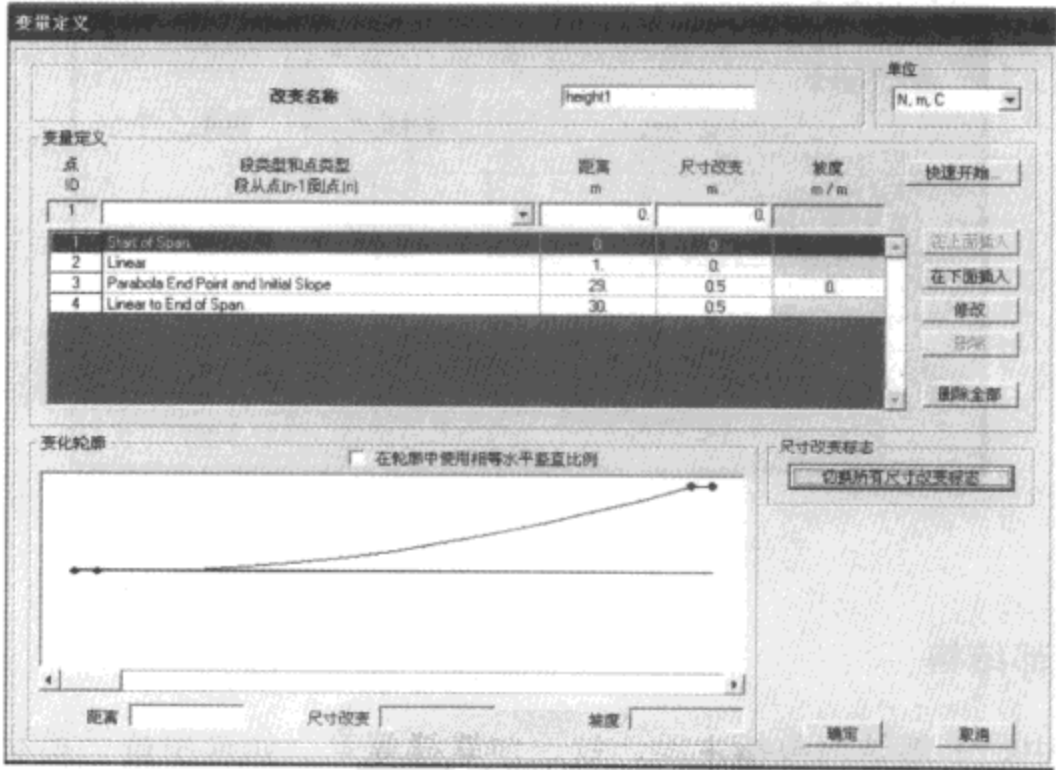 变量定义
单位
改变名称 height1 N, m, C
变量定义
点 段类型和点类型 距离 尺寸改变 坡度 快速开始...
ID 段从点(n-1)到点(n) m m m / m
1 0. 0.
1 Start of Span 0. 0. 在上面插入
2 Linear 1. 0.
3 Parabola End Point and Initial Slope 29. 0.5 0. 在下面插入
4 Linear to End of Span 30. 0.5 修改
删除
删除全部
变化轮廓 尺寸改变标志
在轮廓中使用相等水平竖直比例
切换所有尺寸改变标志
距离 尺寸改变 坡度
确定 取消